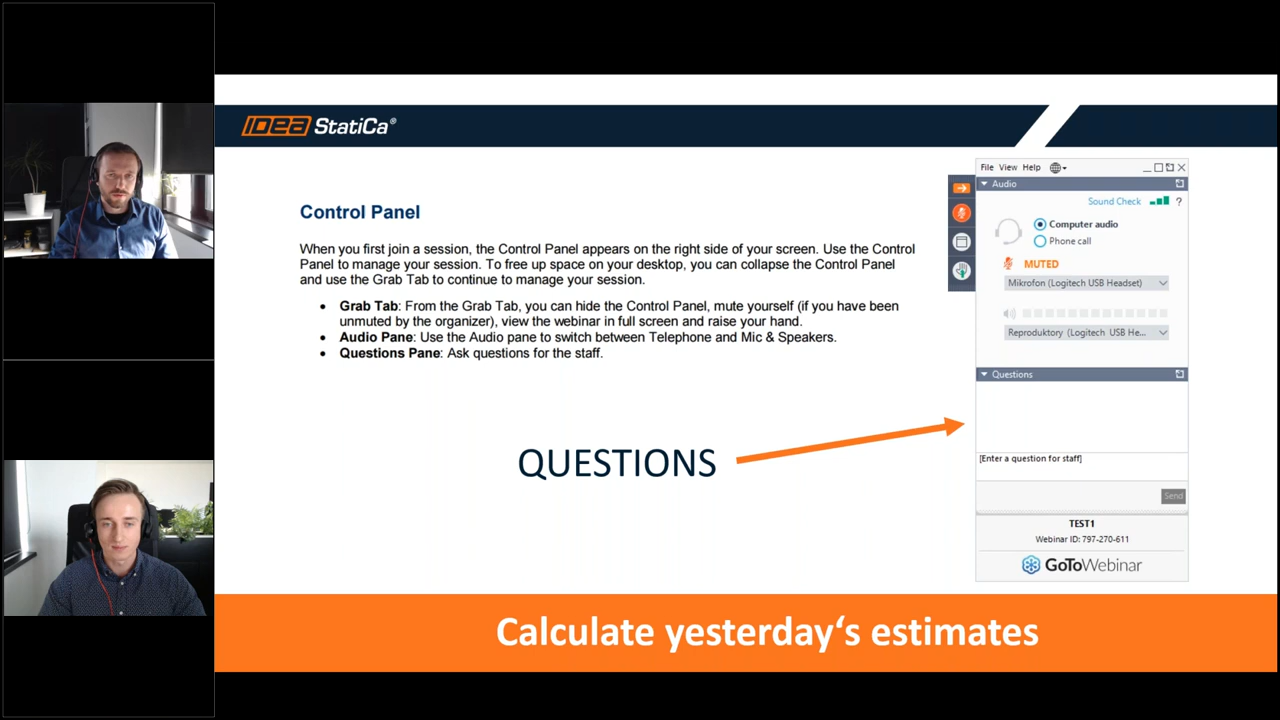 IDEA StatiCa®
Control Panel
When you first join a session, the Control Panel appears on the right side of your screen. Use the Control
Panel to manage your session. To free up space on your desktop, you can collapse the Control Panel
and use the Grab Tab to continue to manage your session.
• Grab Tab: From the Grab Tab, you can hide the Control Panel, mute yourself (if you have been
unmuted by the organizer), view the webinar in full screen and raise your hand.
• Audio Pane: Use the Audio pane to switch between Telephone and Mic & Speakers.
• Questions Pane: Ask questions for the staff.
QUESTIONS
File View Help
Audio
Sound Check ?
Computer audio
Phone call
MUTED
Mikrofon (Logitech USB Headset)
Reproduktory (Logitech USB He...
Questions
[Enter a question for staff]
Send
TEST1
Webinar ID: 797-270-611
GoToWebinar
Calculate yesterday‘s estimates